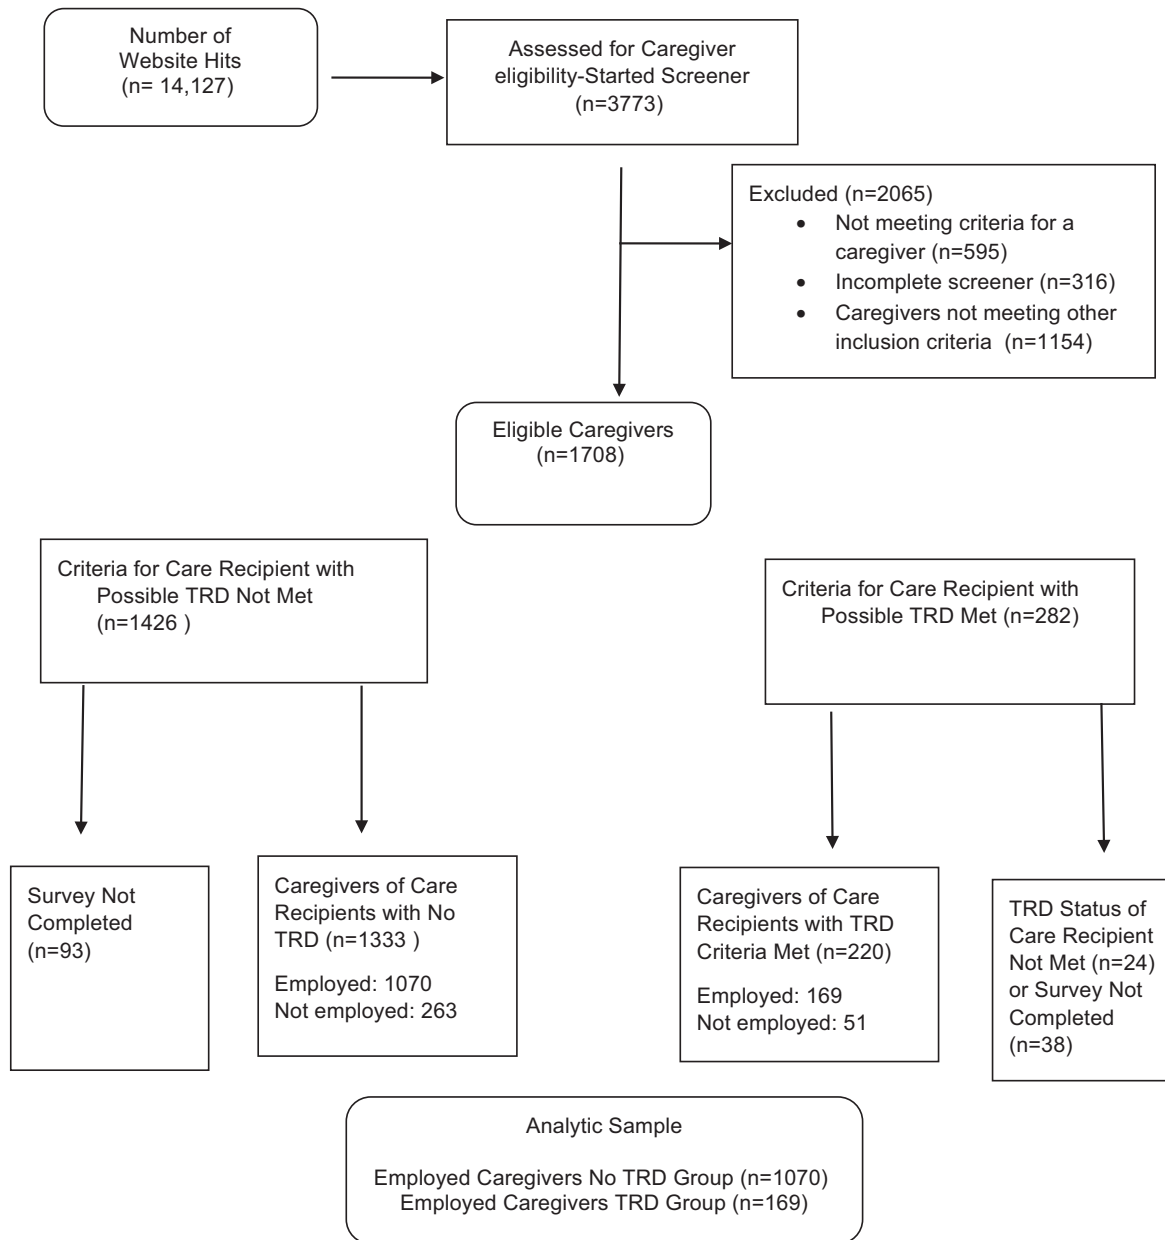 Number of
Website Hits
(n= 14,127)
Assessed for Caregiver
eligibility-Started Screener
(n=3773)
Excluded (n=2065)
• Not meeting criteria for a
caregiver (n=595)
• Incomplete screener (n=316)
• Caregivers not meeting other
inclusion criteria (n=1154)
Eligible Caregivers
(n=1708)
Criteria for Care Recipient with
Possible TRD Not Met
(n=1426 )
Criteria for Care Recipient with
Possible TRD Met (n=282)
Survey Not
Completed
(n=93)
Caregivers of Care
Recipients with No
TRD (n=1333 )
Employed: 1070
Not employed: 263
Caregivers of Care
Recipients with TRD
Criteria Met (n=220)
Employed: 169
Not employed: 51
TRD Status of
Care Recipient
Not Met (n=24)
or Survey Not
Completed
(n=38)
Analytic Sample
Employed Caregivers No TRD Group (n=1070)
Employed Caregivers TRD Group (n=169)